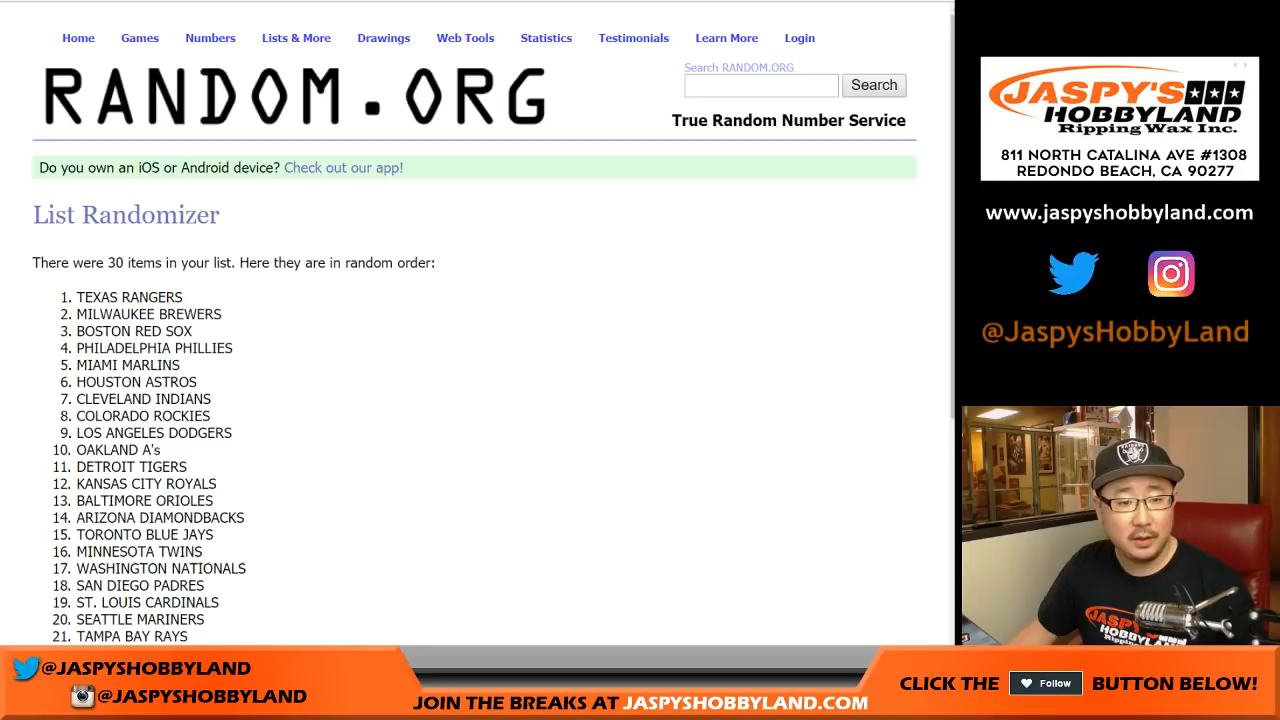 Home Games Numbers Lists & More Drawings Web Tools Statistics Testimonials Learn More Login
RANDOM.ORG
Search RANDOM.ORG
Search
True Random Number Service
Do you own an iOS or Android device? Check out our app!
List Randomizer
There were 30 items in your list. Here they are in random order:
1. TEXAS RANGERS
2. MILWAUKEE BREWERS
3. BOSTON RED SOX
4. PHILADELPHIA PHILLIES
5. MIAMI MARLINS
6. HOUSTON ASTROS
7. CLEVELAND INDIANS
8. COLORADO ROCKIES
9. LOS ANGELES DODGERS
10. OAKLAND A's
11. DETROIT TIGERS
12. KANSAS CITY ROYALS
13. BALTIMORE ORIOLES
14. ARIZONA DIAMONDBACKS
15. TORONTO BLUE JAYS
16. MINNESOTA TWINS
17. WASHINGTON NATIONALS
18. SAN DIEGO PADRES
19. ST. LOUIS CARDINALS
20. SEATTLE MARINERS
21. TAMPA BAY RAYS
JASPY'S
HOBBYLAND
Ripping Wax Inc.
811 NORTH CATALINA AVE #1308
REDONDO BEACH, CA 90277
www.jaspyshobbyland.com
@JaspysHobbyLand
RAIDERS
JASPY'S
HOBBYLAND
Ripping
@JASPYSHOBBYLAND
@JASPYSHOBBYLAND
JOIN THE BREAKS AT JASPYSHOBBYLAND.COM
CLICK THE Follow BUTTON BELOW!